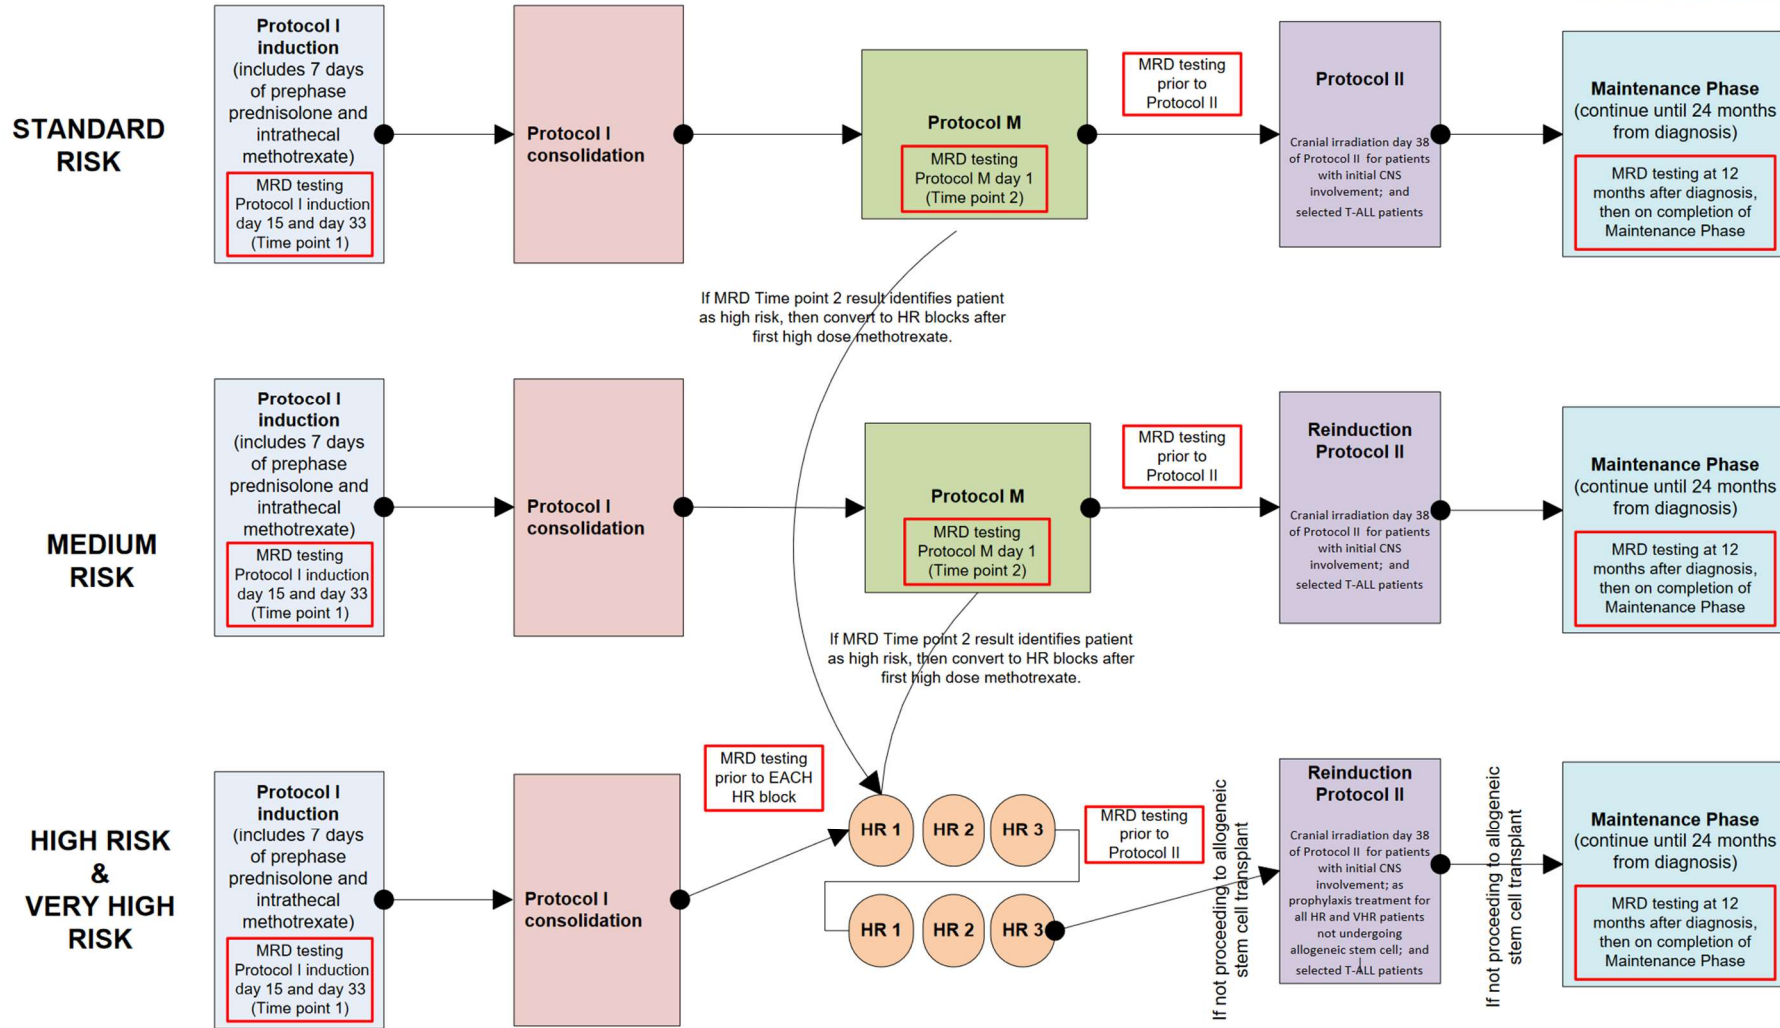 STANDARD
RISK
Protocol I
induction
(includes 7 days
of prephase
prednisolone and
intrathecal
methotrexate)
MRD testing
Protocol I induction
day 15 and day 33
(Time point 1)
Protocol I
consolidation
Protocol M
MRD testing
Protocol M day 1
(Time point 2)
MRD testing
prior to
Protocol II
Protocol II
Cranial irradiation day 38
of Protocol II for patients
with initial CNS
involvement; and
selected T-ALL patients
Maintenance Phase
(continue until 24 months
from diagnosis)
MRD testing at 12
months after diagnosis,
then on completion of
Maintenance Phase
If MRD Time point 2 result identifies patient
as high risk, then convert to HR blocks after
first high dose methotrexate.
MEDIUM
RISK
Protocol I
induction
(includes 7 days
of prephase
prednisolone and
intrathecal
methotrexate)
MRD testing
Protocol I induction
day 15 and day 33
(Time point 1)
Protocol I
consolidation
Protocol M
MRD testing
Protocol M day 1
(Time point 2)
MRD testing
prior to
Protocol II
Reinduction
Protocol II
Cranial irradiation day 38
of Protocol II for patients
with initial CNS
involvement; and
selected T-ALL patients
Maintenance Phase
(continue until 24 months
from diagnosis)
MRD testing at 12
months after diagnosis,
then on completion of
Maintenance Phase
If MRD Time point 2 result identifies patient
as high risk, then convert to HR blocks after
first high dose methotrexate.
HIGH RISK
&
VERY HIGH
RISK
Protocol I
induction
(includes 7 days
of prephase
prednisolone and
intrathecal
methotrexate)
MRD testing
Protocol I induction
day 15 and day 33
(Time point 1)
Protocol I
consolidation
MRD testing
prior to EACH
HR block
HR 1 HR 2 HR 3
HR 1 HR 2 HR 3
MRD testing
prior to
Protocol II
If not proceeding to allogeneic
stem cell transplant
Reinduction
Protocol II
Cranial irradiation day 38
of Protocol II for patients
with initial CNS
involvement; as
prophylaxis treatment for
all HR and VHR patients
not undergoing
allogeneic stem cell; and
selected T-ALL patients
If not proceeding to allogeneic
stem cell transplant
Maintenance Phase
(continue until 24 months
from diagnosis)
MRD testing at 12
months after diagnosis,
then on completion of
Maintenance Phase